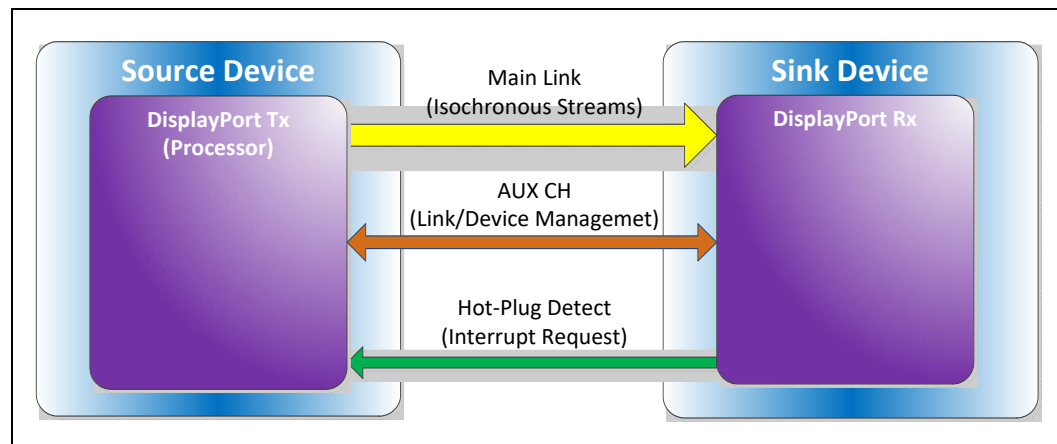 Source Device
DisplayPort Tx
(Processor)
Main Link
(Isochronous Streams)
AUX CH
(Link/Device Managemet)
Hot-Plug Detect
(Interrupt Request)
Sink Device
DisplayPort Rx